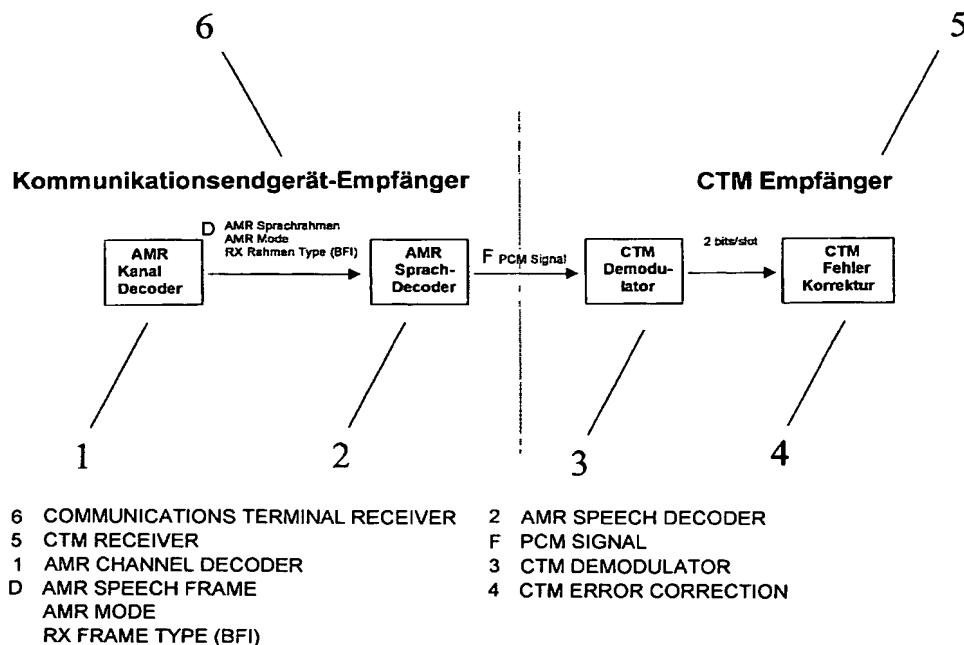 6
5
Kommunikationsendgerät-Empfänger
CTM Empfänger
D AMR Sprachrahmen
AMR Mode
RX Rahmen Type (BFI)
AMR
Kanal
Decoder
AMR
Sprach-
Decoder
F PCM Signal
CTM
Demodu-
lator
2 bits/slot
CTM
Fehler
Korrektur
1
2
3
4
6 COMMUNICATIONS TERMINAL RECEIVER
5 CTM RECEIVER
1 AMR CHANNEL DECODER
D AMR SPEECH FRAME
AMR MODE
RX FRAME TYPE (BFI)
2 AMR SPEECH DECODER
F PCM SIGNAL
3 CTM DEMODULATOR
4 CTM ERROR CORRECTION